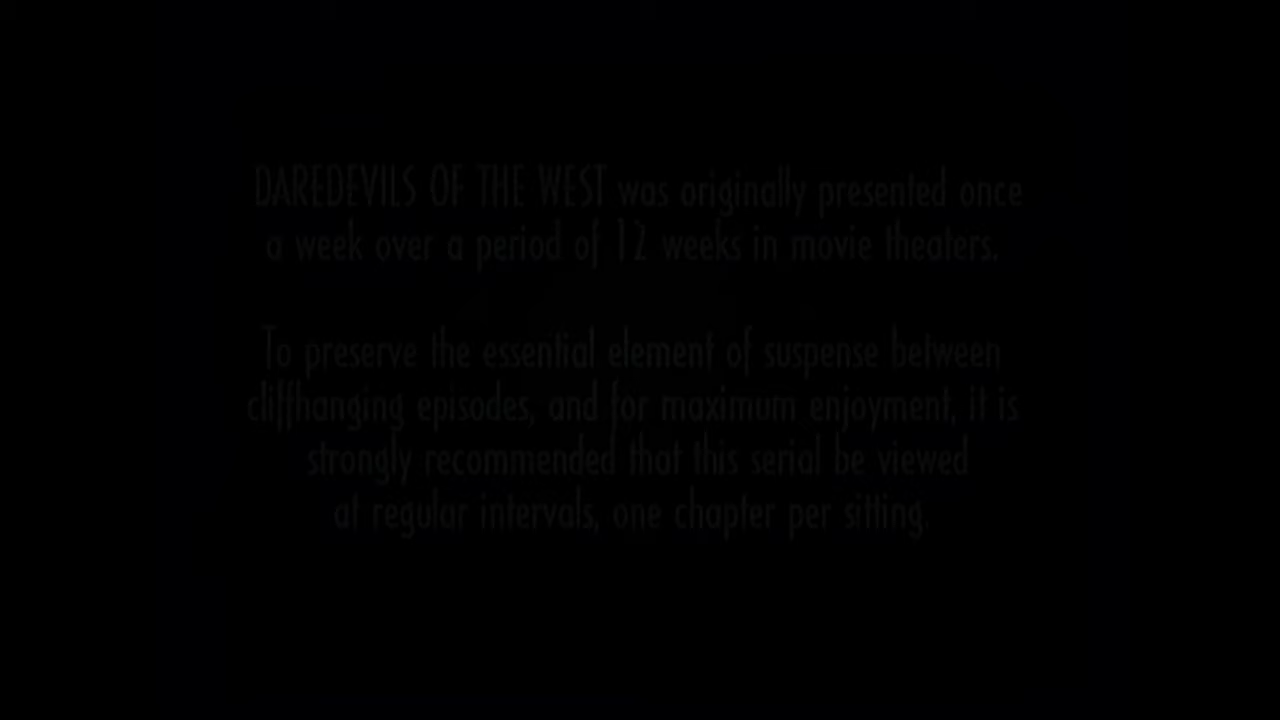 DAREDEVILS OF THE WEST was originally presented once
a week over a period of 12 weeks in movie theaters.
To preserve the essential element of suspense between
cliffhanging episodes, and for maximum enjoyment, it is
strongly recommended that this serial be viewed
at regular intervals, one chapter per sitting.